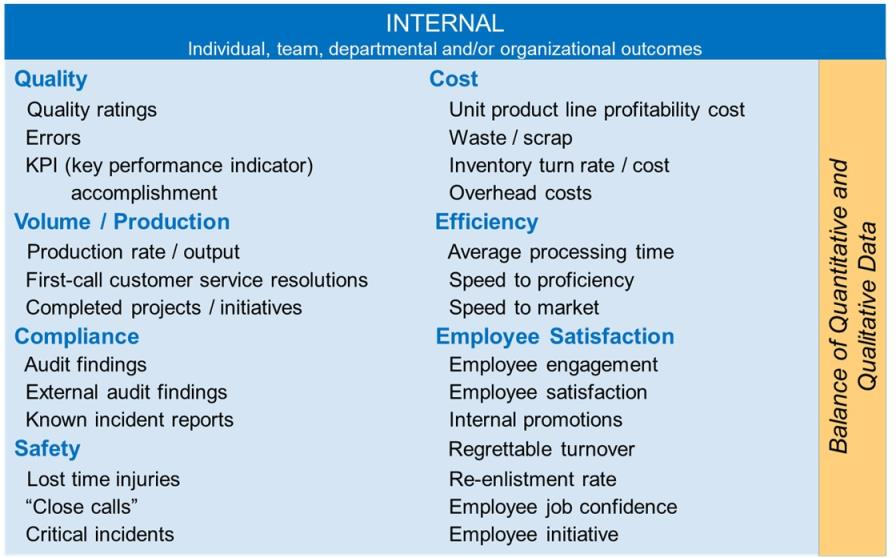 INTERNAL
Individual, team, departmental and/or organizational outcomes
Quality
Quality ratings
Errors
KPI (key performance indicator)
accomplishment
Volume / Production
Production rate / output
First-call customer service resolutions
Completed projects / initiatives
Compliance
Audit findings
External audit findings
Known incident reports
Safety
Lost time injuries
“Close calls”
Critical incidents
Cost
Unit product line profitability cost
Waste / scrap
Inventory turn rate / cost
Overhead costs
Efficiency
Average processing time
Speed to proficiency
Speed to market
Employee Satisfaction
Employee engagement
Employee satisfaction
Internal promotions
Regrettable turnover
Re-enlistment rate
Employee job confidence
Employee initiative
Balance of Quantitative and
Qualitative Data